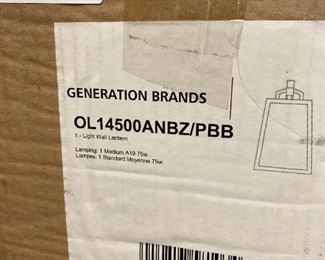 GENERATION BRANDS
OL14500ANBZ/PBB
1 - Light Wall Lantern
Lamping: 1 Medium A19 75w
Lampes: 1 Standard Moyenne 75w